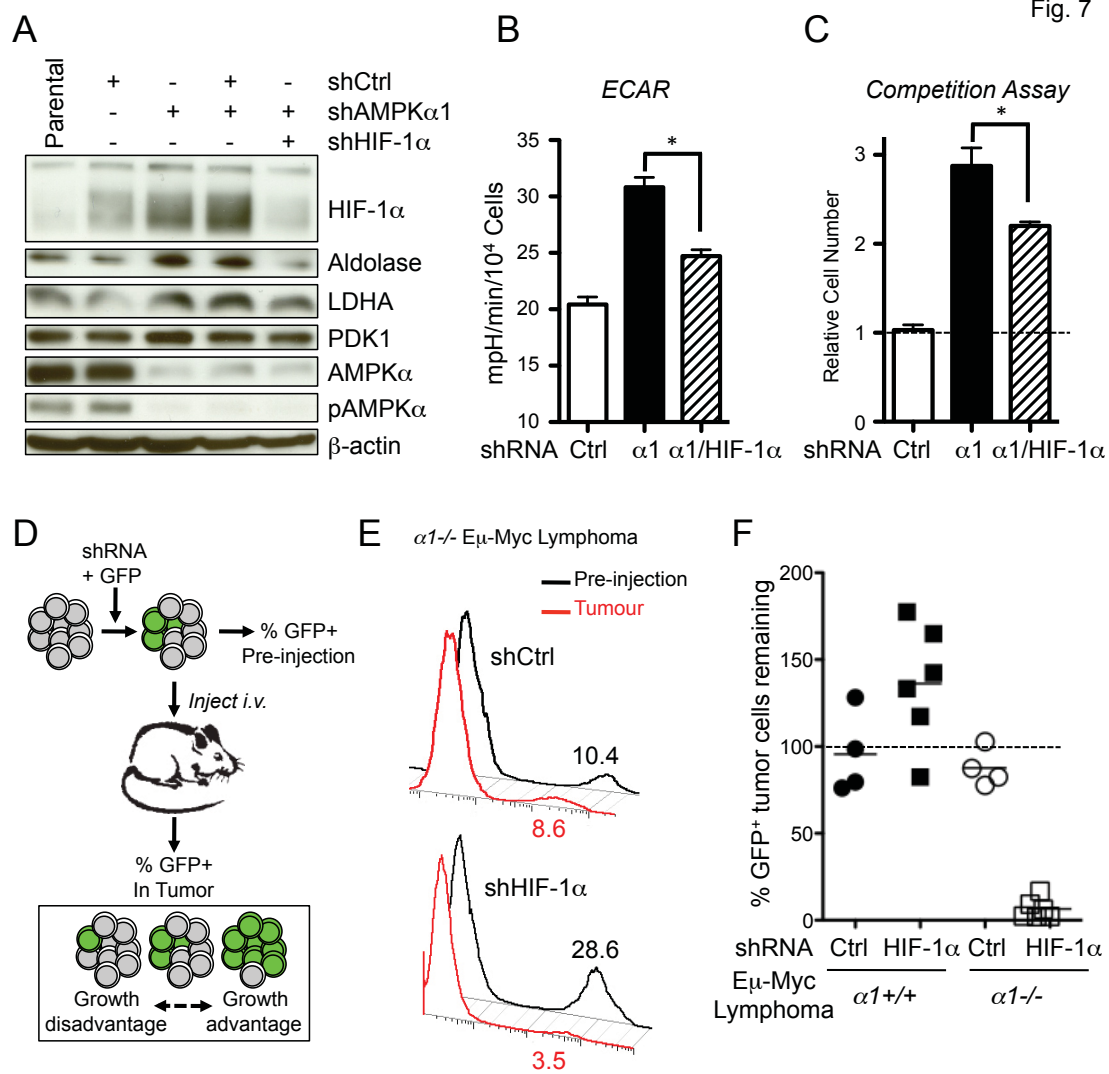 Fig. 7
A
Parental
+ - + - shCtrl
- + + + shAMPKα1
- - - + shHIF-1α
HIF-1α
Aldolase
LDHA
PDK1
AMPKα
pAMPKα
β-actin
B
ECAR
*
mpH/min/10⁴ Cells
35
30
25
20
15
10
shRNA Ctrl α1 α1/HIF-1α
C
Competition Assay
*
Relative Cell Number
3
2
1
0
shRNA Ctrl α1 α1/HIF-1α
D
shRNA
+ GFP
% GFP+
Pre-injection
Inject i.v.
% GFP+
In Tumor
Growth disadvantage
Growth advantage
E
α1-/- Eµ-Myc Lymphoma
Pre-injection
Tumour
shCtrl
10.4
8.6
shHIF-1α
28.6
3.5
F
% GFP⁺ tumor cells remaining
200
150
100
50
0
shRNA Ctrl HIF-1α Ctrl HIF-1α
Eµ-Myc
Lymphoma
α1+/+ α1-/-